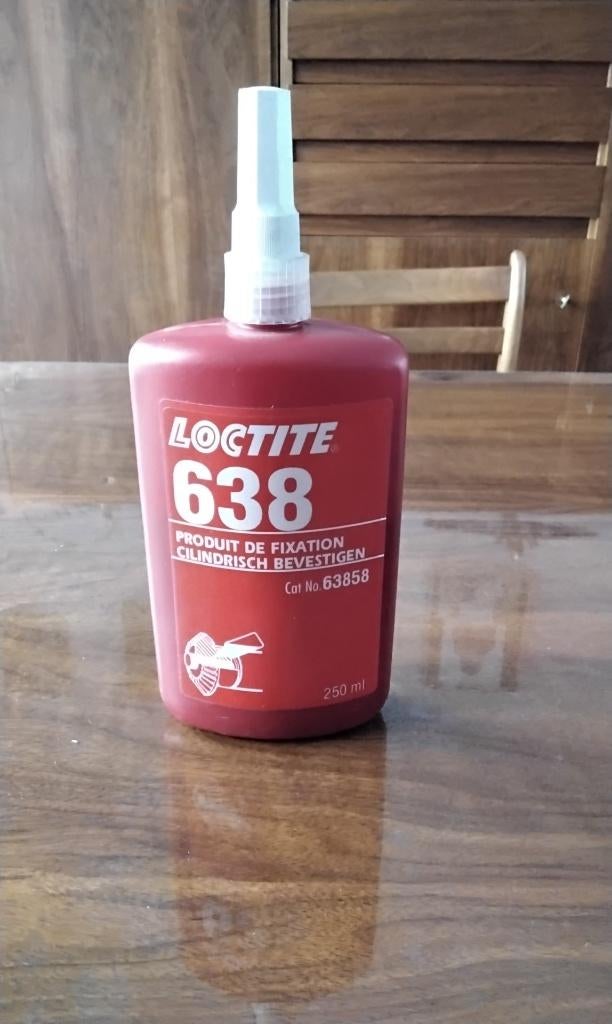 LOCTITE
638
PRODUIT DE FIXATION
CILINDRISCH BEVESTIGEN
Cat No. 63858
250 ml